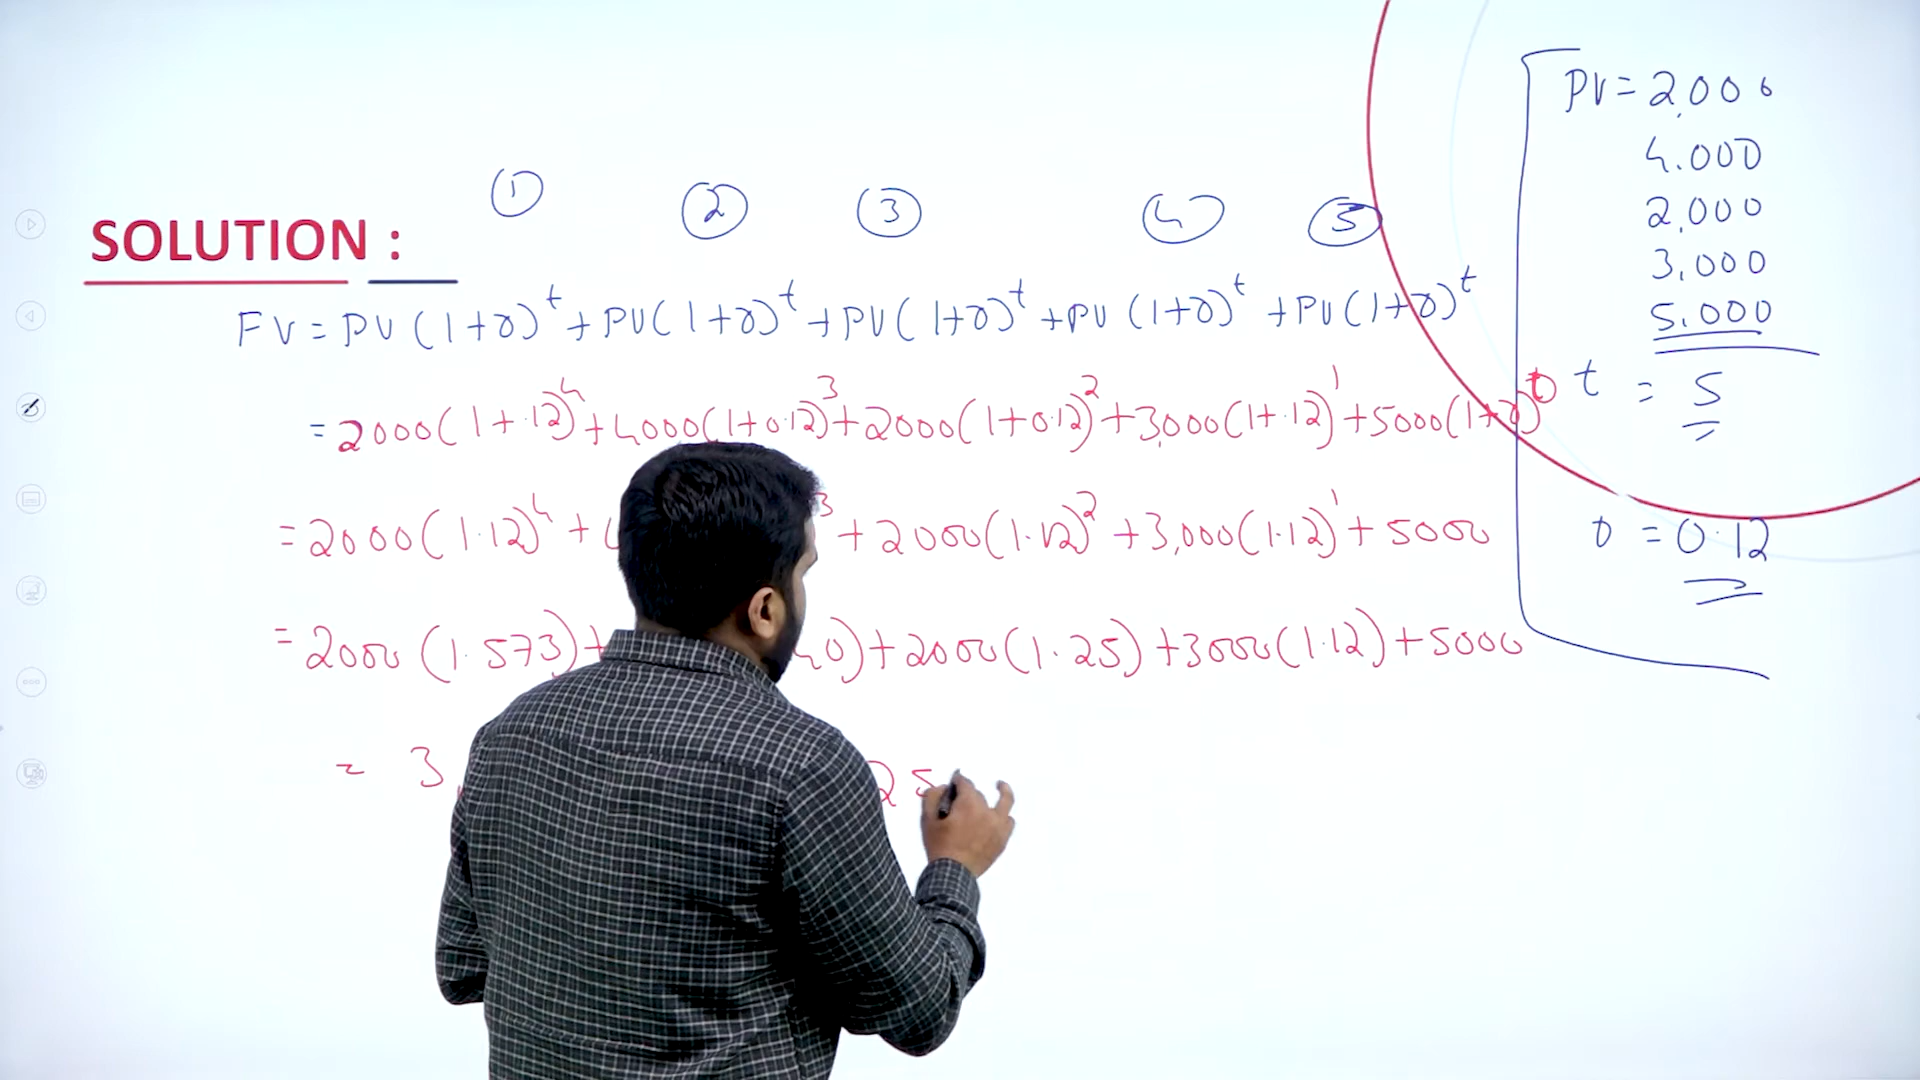 ① ② ③ ④ ⑤
SOLUTION :
FV = PV (1+r)^t + PV (1+r)^t + PV (1+r)^t + PV (1+r)^t + PV (1+r)^t
= 2000 (1+.12)^4 + 4000 (1+0.12)^3 + 2000 (1+0.12)^2 + 3,000 (1+.12)^1 + 5000 (1+r)^0
= 2000 (1.12)^4 + 3 + 2000 (1.12)^2 + 3,000 (1.12)^1 + 5000
= 2000 (1.573) + 40) + 2000 (1.25) + 3000 (1.12) + 5000
= 3, 25
PV = 2,000
4,000
2,000
3,000
5,000
t = 5
r = 0.12